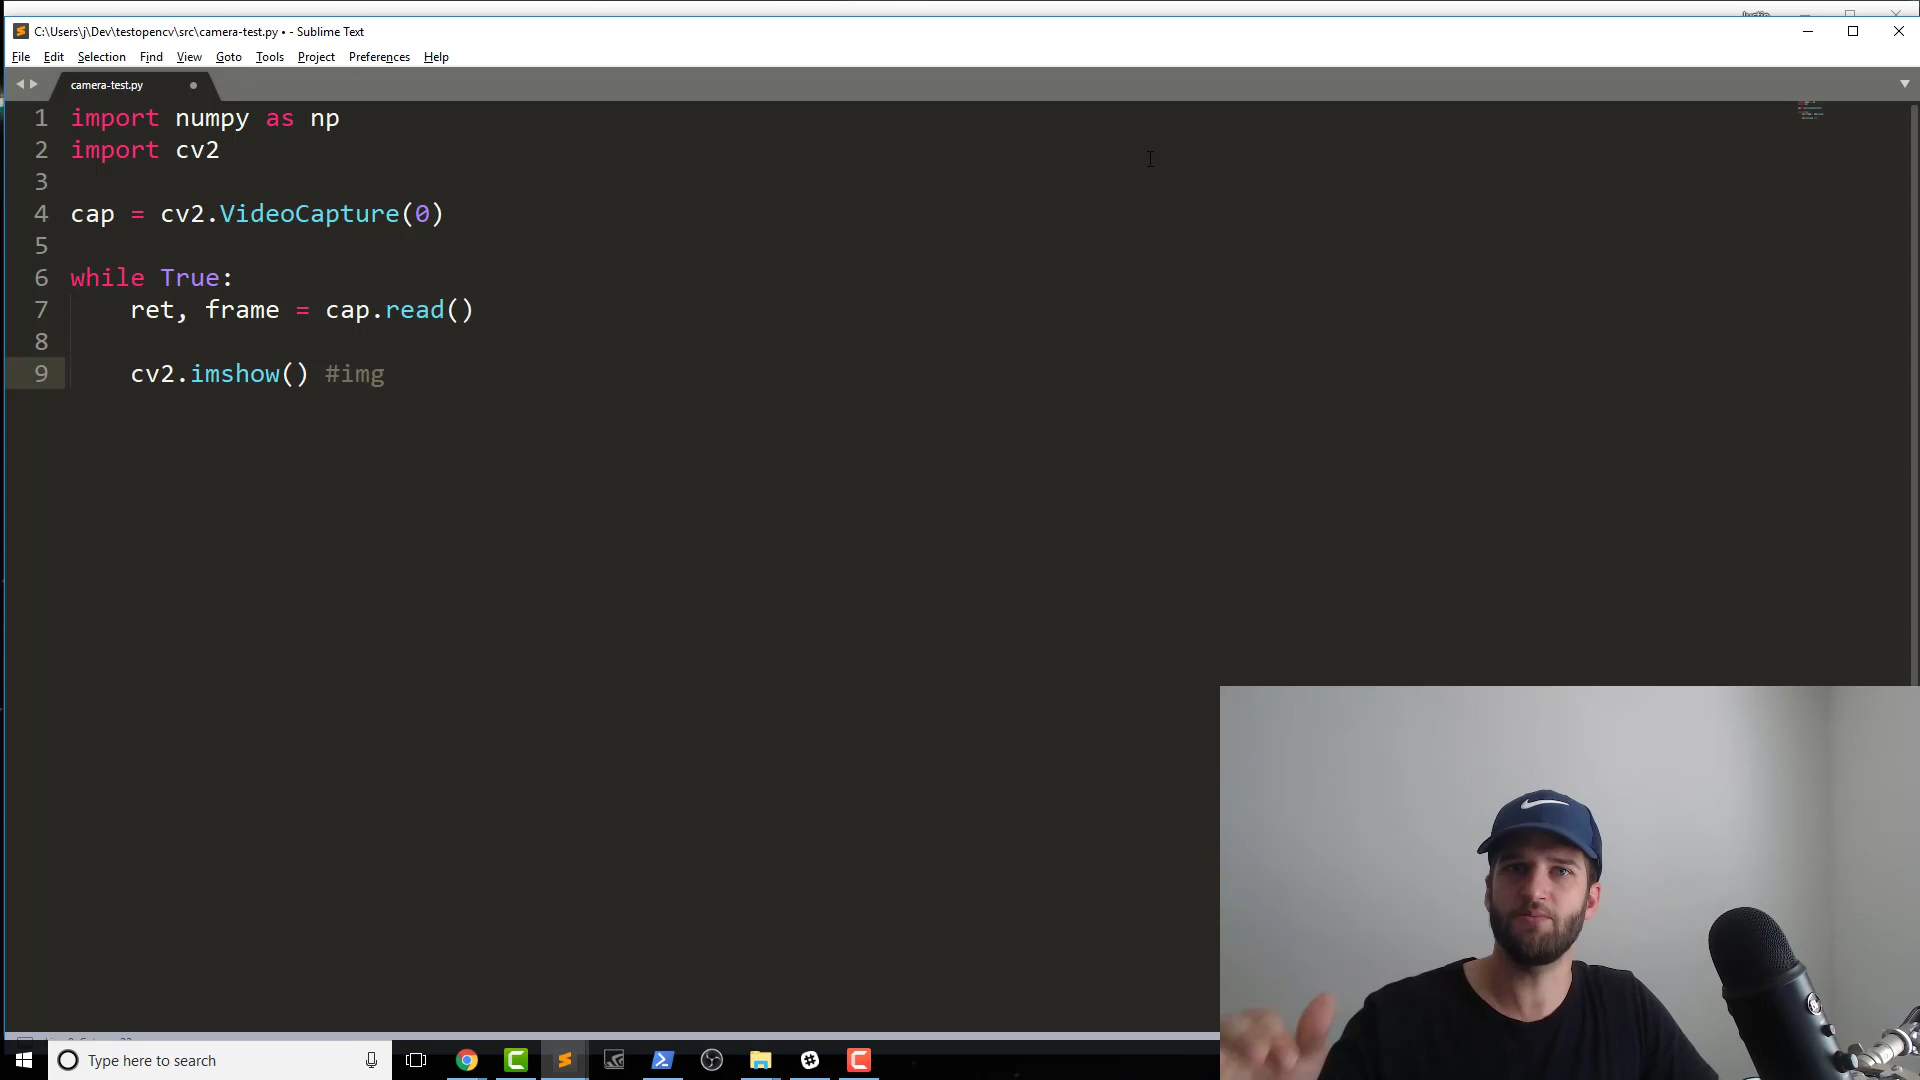 C:\Users\j\Dev\testopencv\src\camera-test.py • - Sublime Text
File Edit Selection Find View Goto Tools Project Preferences Help
camera-test.py
1 import numpy as np
2 import cv2
3
4 cap = cv2.VideoCapture(0)
5
6 while True:
7 ret, frame = cap.read()
8
9 cv2.imshow() #img
Type here to search